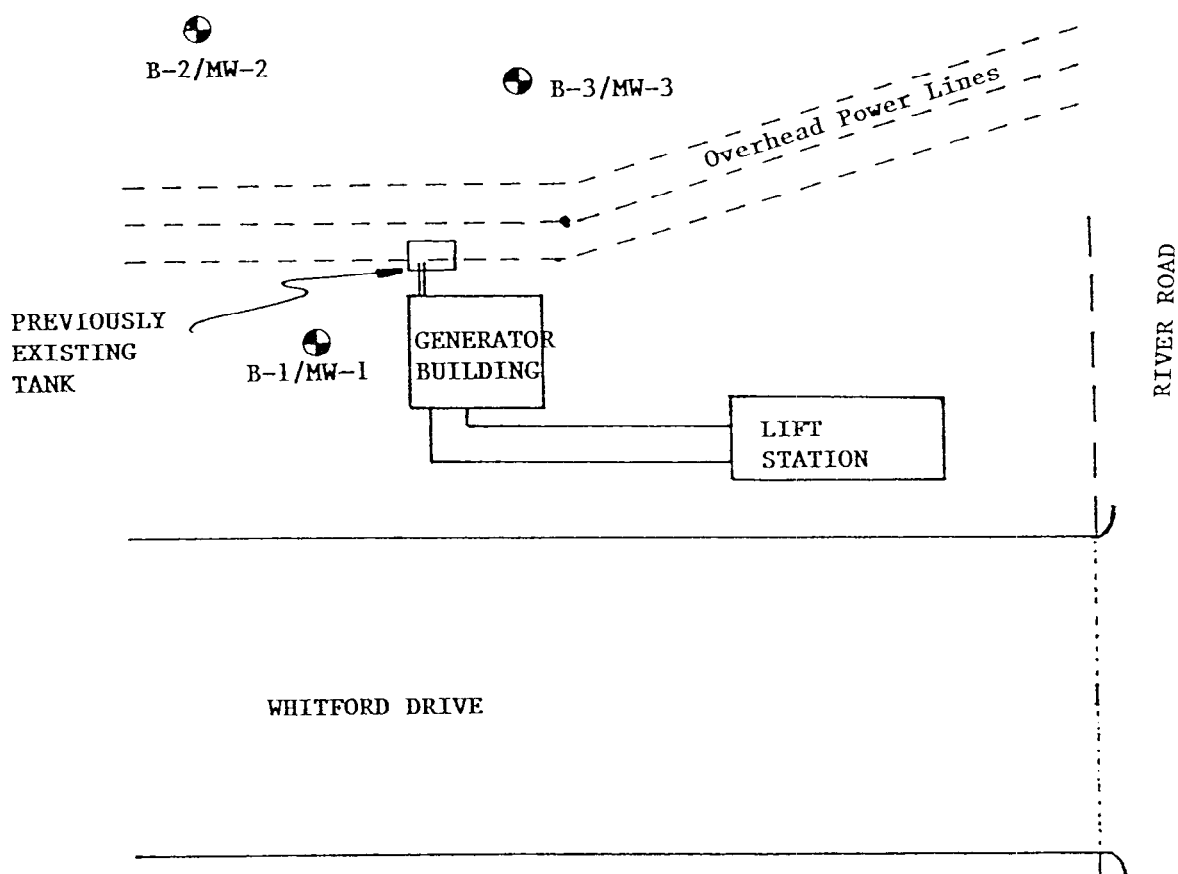 B-2/MW-2
B-3/MW-3
Overhead Power Lines
RIVER ROAD
PREVIOUSLY
EXISTING
TANK
B-1/MW-1
GENERATOR
BUILDING
LIFT
STATION
WHITFORD DRIVE